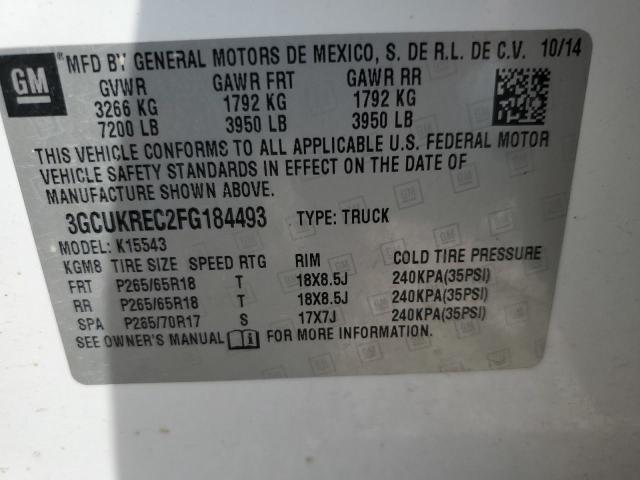 GM
MFD BY GENERAL MOTORS DE MEXICO, S. DE R.L. DE C.V. 10/14
GVWR GAWR FRT GAWR RR
3266 KG 1792 KG 1792 KG
7200 LB 3950 LB 3950 LB
THIS VEHICLE CONFORMS TO ALL APPLICABLE U.S. FEDERAL MOTOR
VEHICLE SAFETY STANDARDS IN EFFECT ON THE DATE OF
MANUFACTURE SHOWN ABOVE.
3GCUKREC2FG184493 TYPE: TRUCK
MODEL: K15543
KGM8 TIRE SIZE SPEED RTG RIM COLD TIRE PRESSURE
FRT P265/65R18 T 18X8.5J 240KPA(35PSI)
RR P265/65R18 T 18X8.5J 240KPA(35PSI)
SPA P265/70R17 S 17X7J 240KPA(35PSI)
SEE OWNER'S MANUAL FOR MORE INFORMATION.